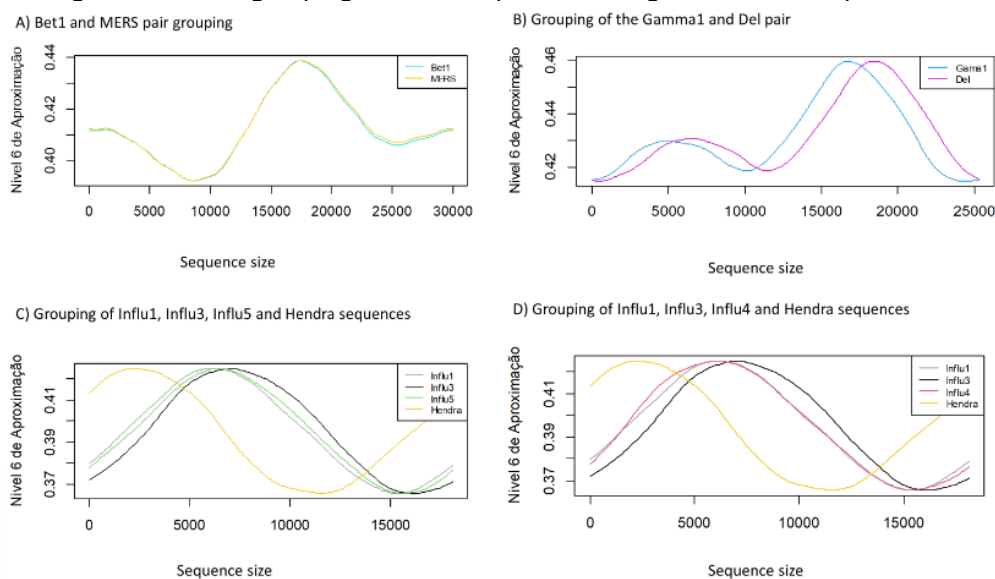 A) Bet1 and MERS pair grouping
Nivel 6 de Aproximação
0.44
0.42
0.40
Bet1
MERS
0 5000 10000 15000 20000 25000 30000
Sequence size
B) Grouping of the Gamma1 and Del pair
Nivel 6 de Aproximação
0.46
0.44
0.42
Gama1
Del
0 5000 10000 15000 20000 25000
Sequence size
C) Grouping of Influ1, Influ3, Influ5 and Hendra sequences
Nivel 6 de Aproximação
0.41
0.39
0.37
Influ1
Influ3
Influ5
Hendra
0 5000 10000 15000
Sequence size
D) Grouping of Influ1, Influ3, Influ4 and Hendra sequences
Nivel 6 de Aproximação
0.41
0.39
0.37
Influ1
Influ3
Influ4
Hendra
0 5000 10000 15000
Sequence size